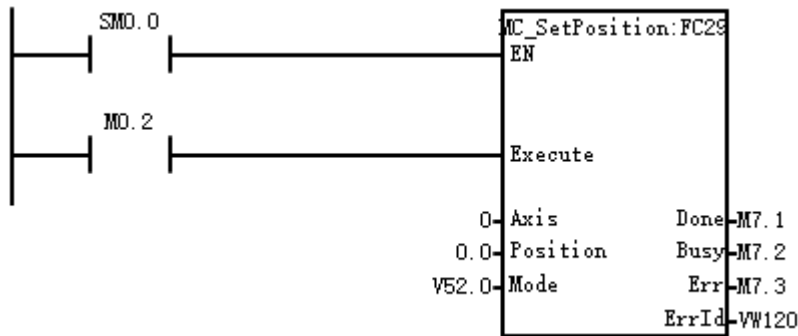 SM0.0
MC_SetPosition:FC29
EN
M0.2
Execute
0 Axis Done M7.1
0.0 Position Busy M7.2
V52.0 Mode Err M7.3
ErrId VW120